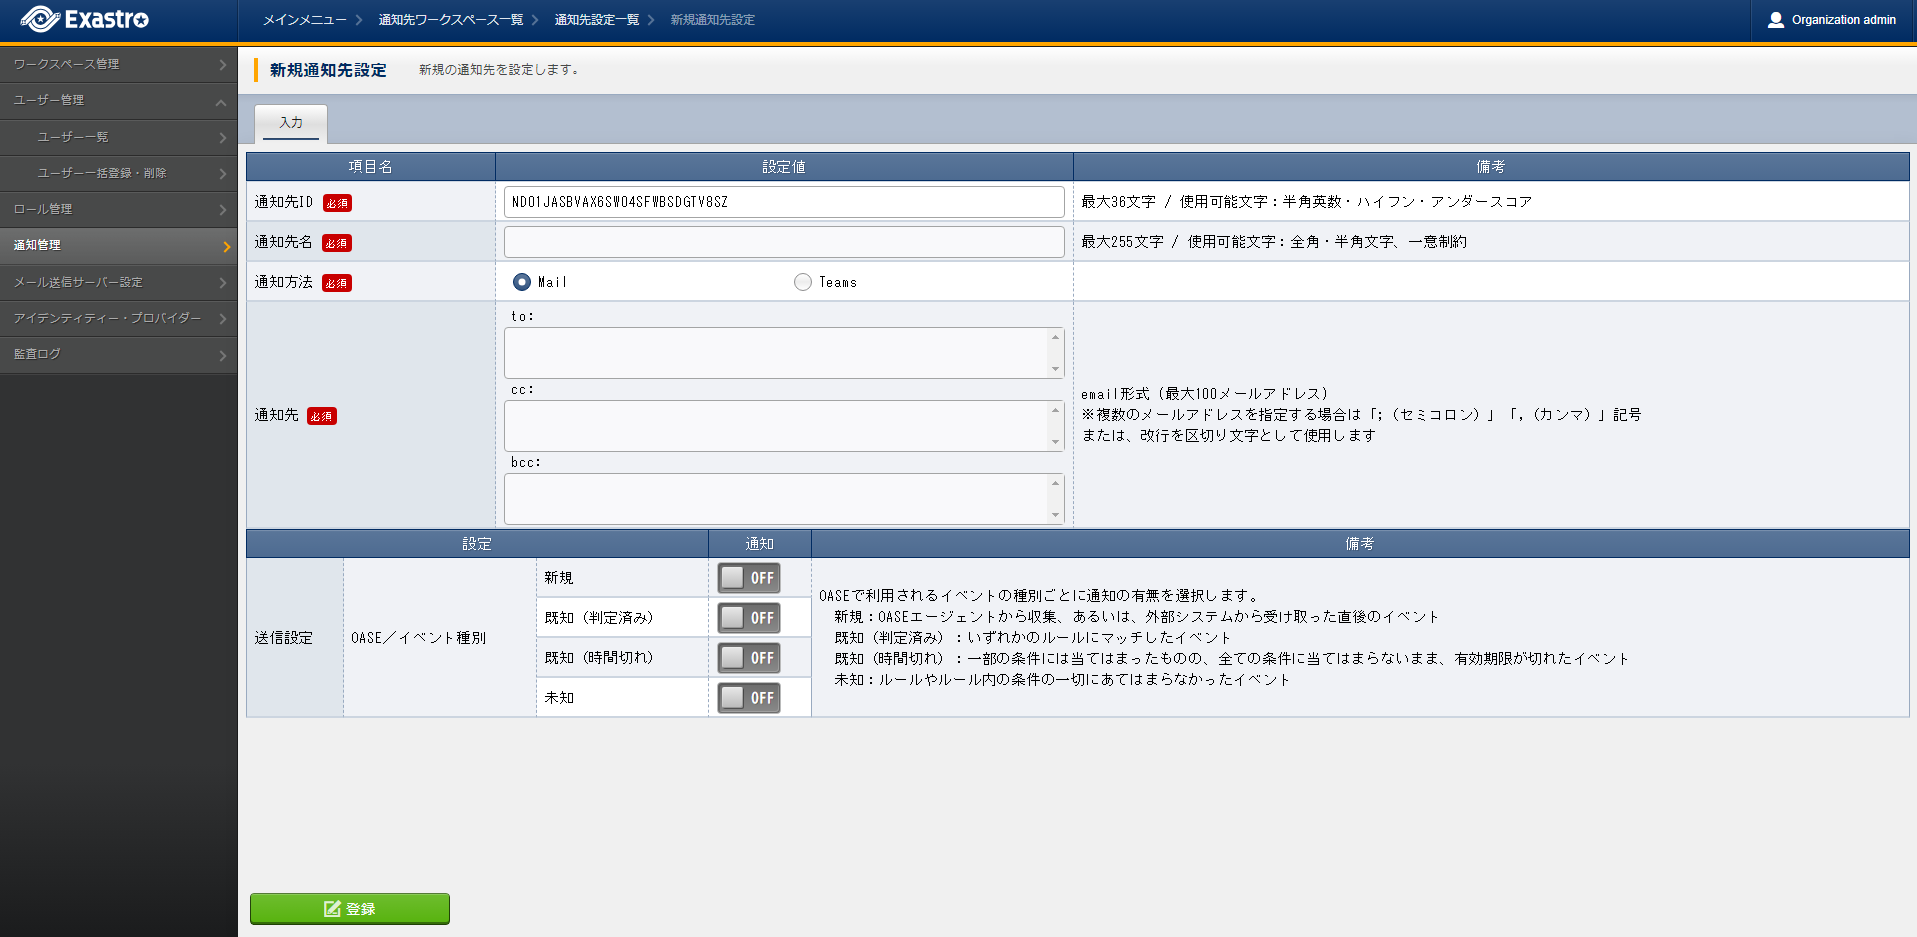 Exastro
メインメニュー
通知先ワークスペース一覧
通知先設定一覧
新規通知先設定
Organization admin
ワークスペース管理
ユーザー管理
ユーザー一覧
ユーザー一括登録・削除
ロール管理
通知管理
メール送信サーバー設定
アイデンティティー・プロバイダー
監査ログ
新規通知先設定 新規の通知先を設定します。
入力
項目名 設定値 備考
通知先ID 必須 ND01JASBVAX6SW04SFWBSDGTV8SZ 最大36文字 / 使用可能文字：半角英数・ハイフン・アンダースコア
通知先名 必須 最大255文字 / 使用可能文字：全角・半角文字、一意制約
通知方法 必須 Mail Teams
通知先 必須
to:
cc:
bcc:
email形式（最大100メールアドレス）
※複数のメールアドレスを指定する場合は「;（セミコロン）」「,（カンマ）」記号
または、改行を区切り文字として使用します
設定 通知 備考
送信設定 OASE／イベント種別
新規 OFF
既知（判定済み） OFF
既知（時間切れ） OFF
未知 OFF
OASEで利用されるイベントの種別ごとに通知の有無を選択します。
新規：OASEエージェントから収集、あるいは、外部システムから受け取った直後のイベント
既知（判定済み）：いずれかのルールにマッチしたイベント
既知（時間切れ）：一部の条件には当てはまったものの、全ての条件に当てはまらないまま、有効期限が切れたイベント
未知：ルールやルール内の条件の一切にあてはまらなかったイベント
登録